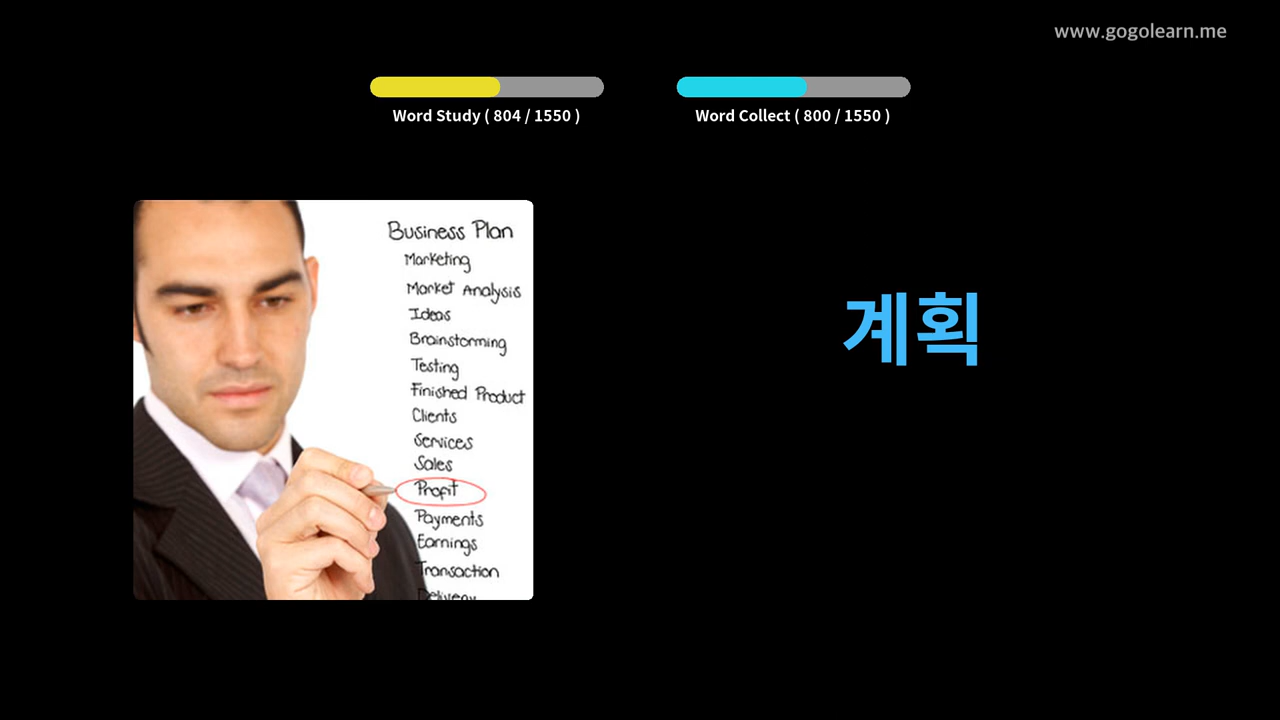 www.gogolearn.me
Word Study ( 804 / 1550 )
Word Collect ( 800 / 1550 )
Business Plan
Marketing
Market Analysis
Ideas
Brainstorming
Testing
Finished Product
Clients
Services
Sales
Profit
Payments
Earnings
Transaction
Delivery
계획